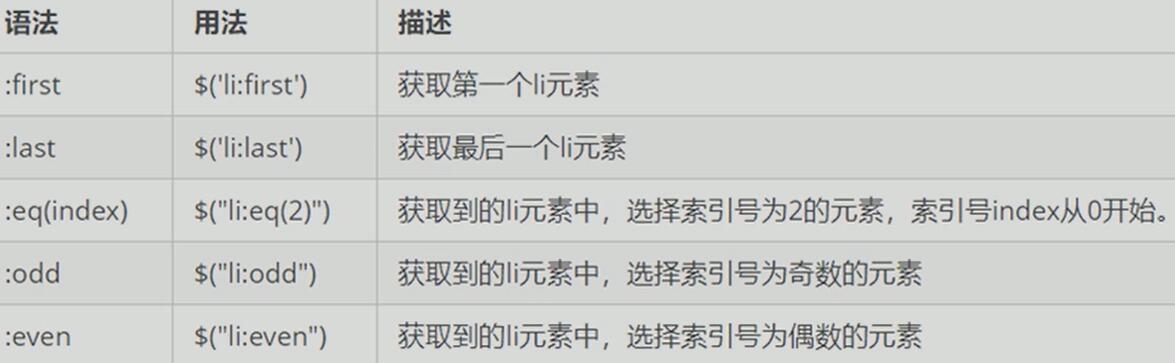 语法 用法 描述
:first $('li:first') 获取第一个li元素
:last $('li:last') 获取最后一个li元素
:eq(index) $("li:eq(2)") 获取到的li元素中，选择索引号为2的元素，索引号index从0开始。
:odd $("li:odd") 获取到的li元素中，选择索引号为奇数的元素
:even $("li:even") 获取到的li元素中，选择索引号为偶数的元素